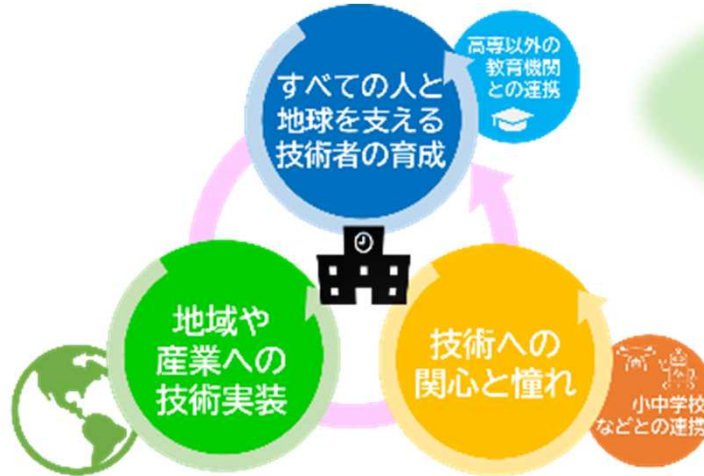 すべての人と
地球を支える
技術者の育成
高専以外の
教育機関
との連携
地域や
産業への
技術実装
技術への
関心と憧れ
小中学校
などとの連携